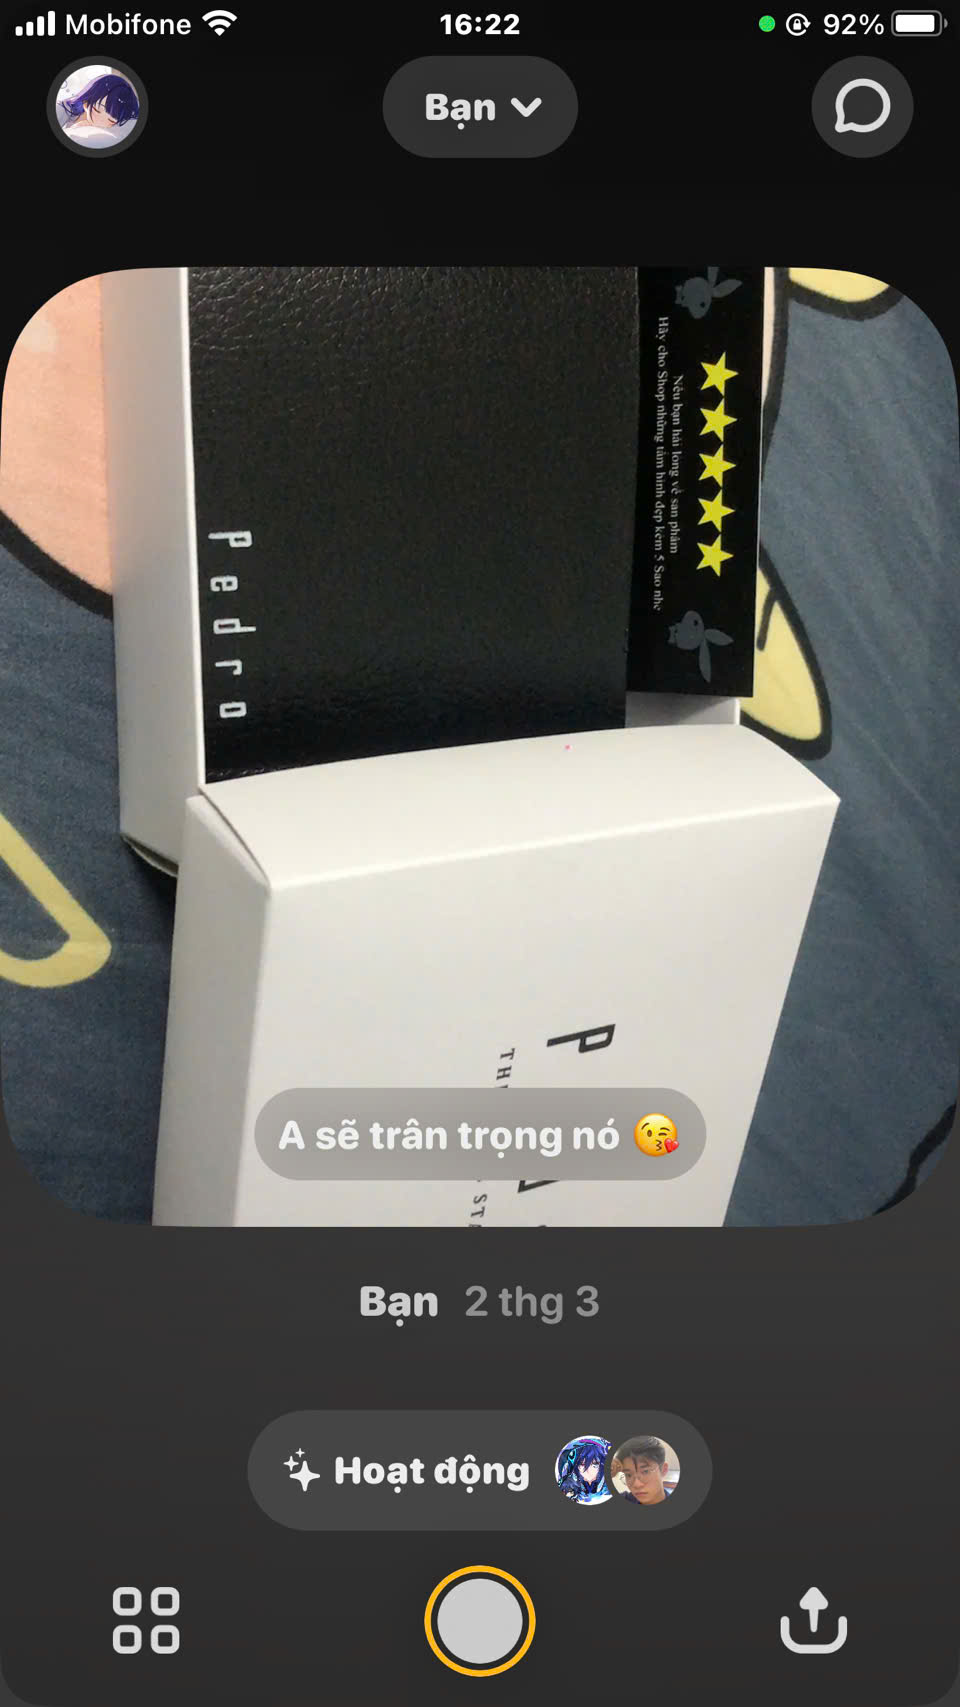 Mobifone
16:22
92%
Bạn
Nếu bạn hài lòng về sản phẩm
Hãy cho Shop những tấm hình đẹp kèm 5 Sao nhé
pedro
P
TH
STA
A sẽ trân trọng nó 😘
Bạn 2 thg 3
Hoạt động